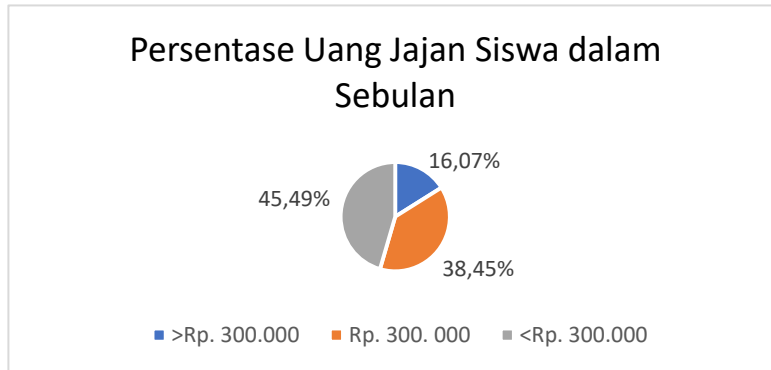 Persentase Uang Jajan Siswa dalam
Sebulan
16,07%
45,49%
38,45%
>Rp. 300.000 Rp. 300. 000 <Rp. 300.000